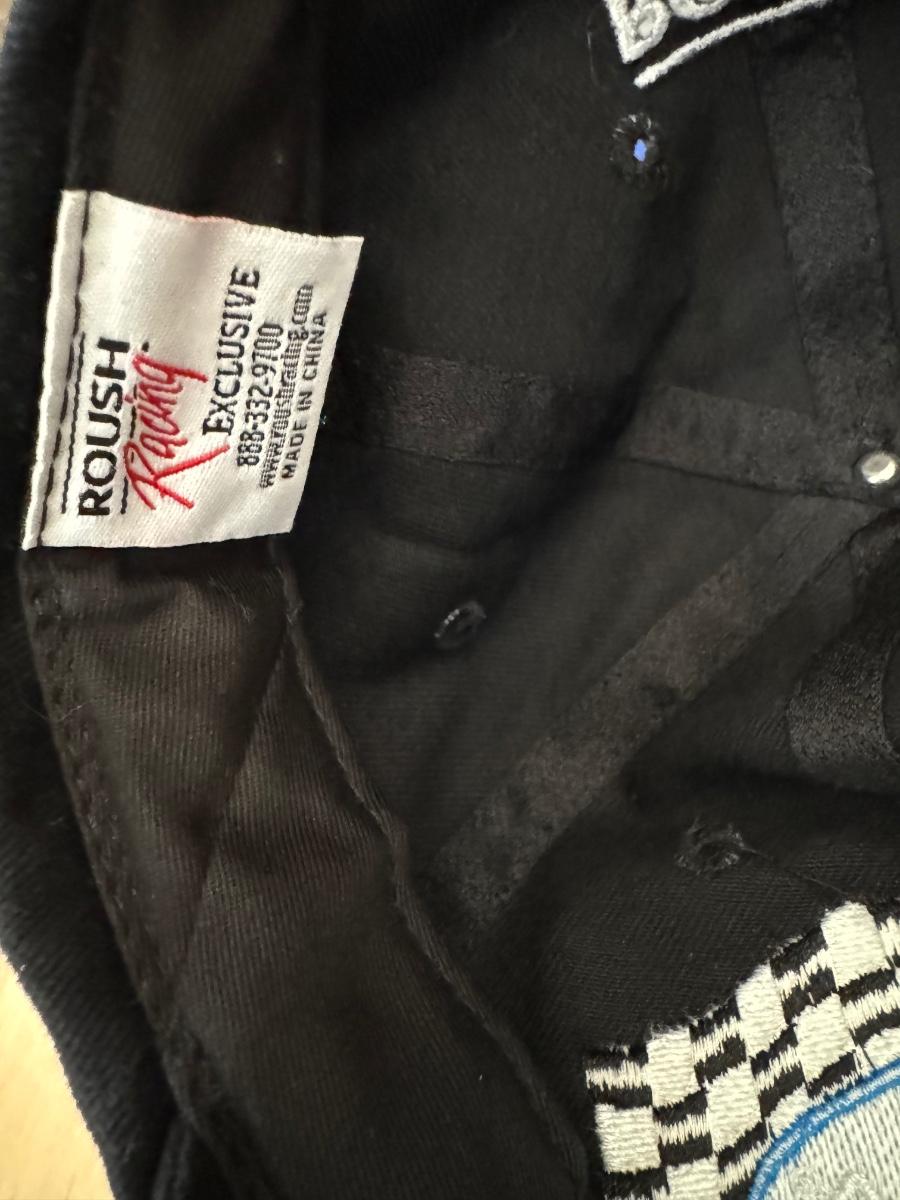 ROUSH
Racing
EXCLUSIVE
888-332-9700
www.roushracing.com
MADE IN CHINA